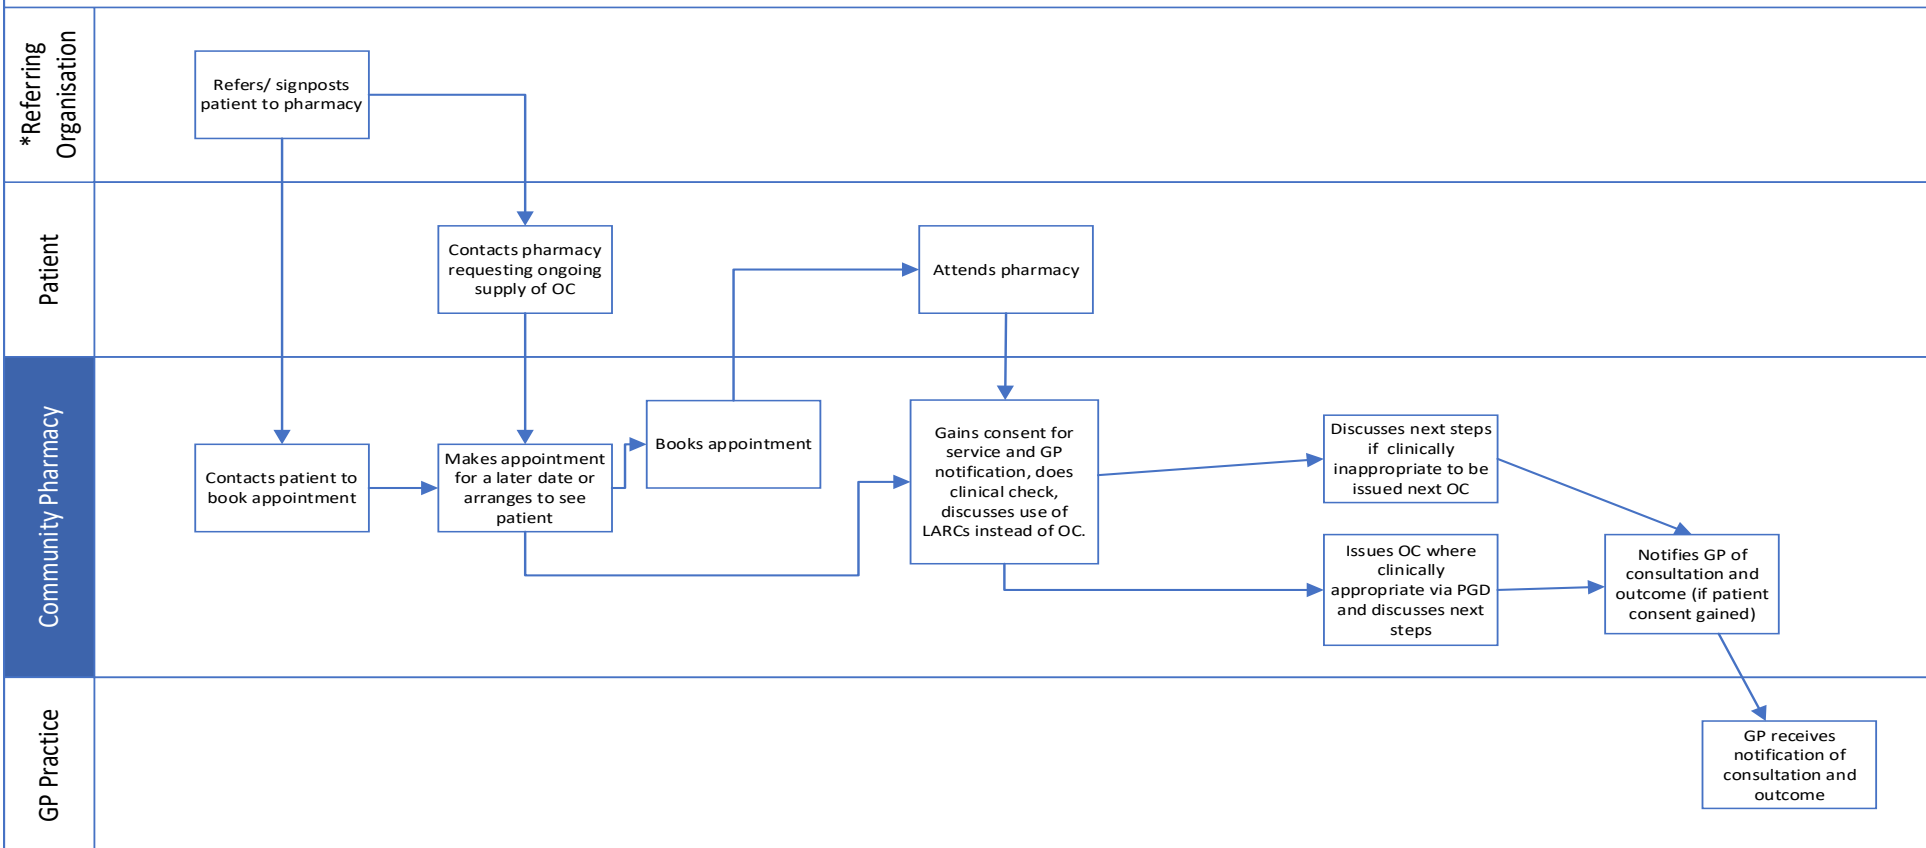 *Referring
Organisation
Refers/ signposts
patient to pharmacy
Patient
Contacts pharmacy
requesting ongoing
supply of OC
Attends pharmacy
Community Pharmacy
Contacts patient to
book appointment
Makes appointment
for a later date or
arranges to see
patient
Books appointment
Gains consent for
service and GP
notification, does
clinical check,
discusses use of
LARCs instead of OC.
Discusses next steps
if clinically
inappropriate to be
issued next OC
Issues OC where
clinically
appropriate via PGD
and discusses next
steps
Notifies GP of
consultation and
outcome (if patient
consent gained)
GP Practice
GP receives
notification of
consultation and
outcome